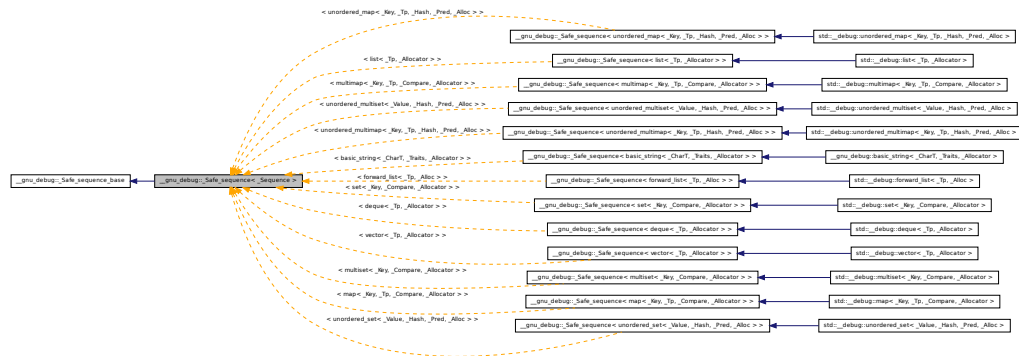 < unordered_map< _Key, _Tp, _Hash, _Pred, _Alloc > >
__gnu_debug::_Safe_sequence< unordered_map< _Key, _Tp, _Hash, _Pred, _Alloc > >
std::__debug::unordered_map< _Key, _Tp, _Hash, _Pred, _Alloc >
< list< _Tp, _Allocator > >
__gnu_debug::_Safe_sequence< list< _Tp, _Allocator > >
std::__debug::list< _Tp, _Allocator >
< multimap< _Key, _Tp, _Compare, _Allocator > >
__gnu_debug::_Safe_sequence< multimap< _Key, _Tp, _Compare, _Allocator > >
std::__debug::multimap< _Key, _Tp, _Compare, _Allocator >
< unordered_multiset< _Value, _Hash, _Pred, _Alloc > >
__gnu_debug::_Safe_sequence< unordered_multiset< _Value, _Hash, _Pred, _Alloc > >
std::__debug::unordered_multiset< _Value, _Hash, _Pred, _Alloc >
< unordered_multimap< _Key, _Tp, _Hash, _Pred, _Alloc > >
__gnu_debug::_Safe_sequence< unordered_multimap< _Key, _Tp, _Hash, _Pred, _Alloc > >
std::__debug::unordered_multimap< _Key, _Tp, _Hash, _Pred, _Alloc >
< basic_string< _CharT, _Traits, _Allocator > >
__gnu_debug::_Safe_sequence< basic_string< _CharT, _Traits, _Allocator > >
__gnu_debug::basic_string< _CharT, _Traits, _Allocator >
__gnu_debug::_Safe_sequence_base
__gnu_debug::_Safe_sequence< _Sequence >
< forward_list< _Tp, _Alloc > >
__gnu_debug::_Safe_sequence< forward_list< _Tp, _Alloc > >
std::__debug::forward_list< _Tp, _Alloc >
< set< _Key, _Compare, _Allocator > >
__gnu_debug::_Safe_sequence< set< _Key, _Compare, _Allocator > >
std::__debug::set< _Key, _Compare, _Allocator >
< deque< _Tp, _Allocator > >
__gnu_debug::_Safe_sequence< deque< _Tp, _Allocator > >
std::__debug::deque< _Tp, _Allocator >
< vector< _Tp, _Allocator > >
__gnu_debug::_Safe_sequence< vector< _Tp, _Allocator > >
std::__debug::vector< _Tp, _Allocator >
< multiset< _Key, _Compare, _Allocator > >
__gnu_debug::_Safe_sequence< multiset< _Key, _Compare, _Allocator > >
std::__debug::multiset< _Key, _Compare, _Allocator >
< map< _Key, _Tp, _Compare, _Allocator > >
__gnu_debug::_Safe_sequence< map< _Key, _Tp, _Compare, _Allocator > >
std::__debug::map< _Key, _Tp, _Compare, _Allocator >
< unordered_set< _Value, _Hash, _Pred, _Alloc > >
__gnu_debug::_Safe_sequence< unordered_set< _Value, _Hash, _Pred, _Alloc > >
std::__debug::unordered_set< _Value, _Hash, _Pred, _Alloc >